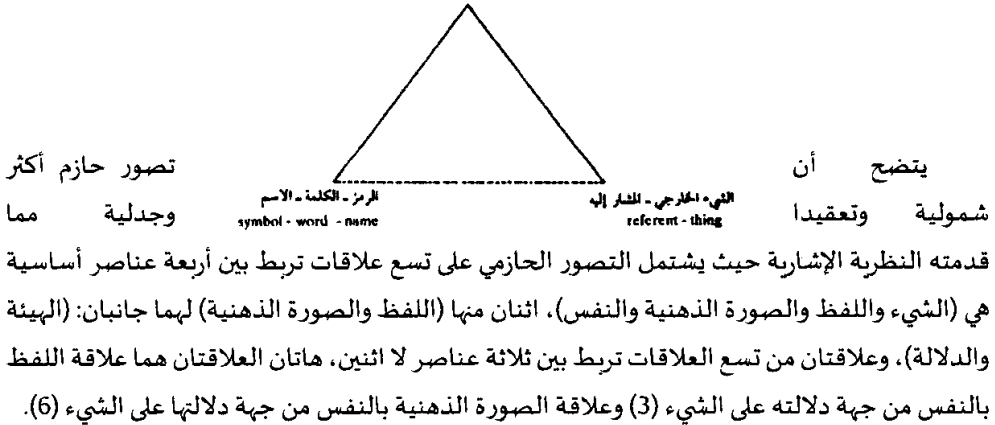 يتضح أن تصور حازم أكثر
الرمز - الكلمة - الاسم
symbol - word - name
الشيء الخارجي - المشار إليه
referent - thing
شمولية وتعقيدا وجدلية مما
قدمته النظرية الإشارية حيث يشتمل التصور الحازمي على تسع علاقات تربط بين أربعة عناصر أساسية
هي (الشيء واللفظ والصورة الذهنية والنفس)، اثنان منها (اللفظ والصورة الذهنية) لهما جانبان: (الهيئة
والدلالة)، وعلاقتان من تسع العلاقات تربط بين ثلاثة عناصر لا اثنين، هاتان العلاقتان هما علاقة اللفظ
بالنفس من جهة دلالته على الشيء (3) وعلاقة الصورة الذهنية بالنفس من جهة دلالتها على الشيء (6).